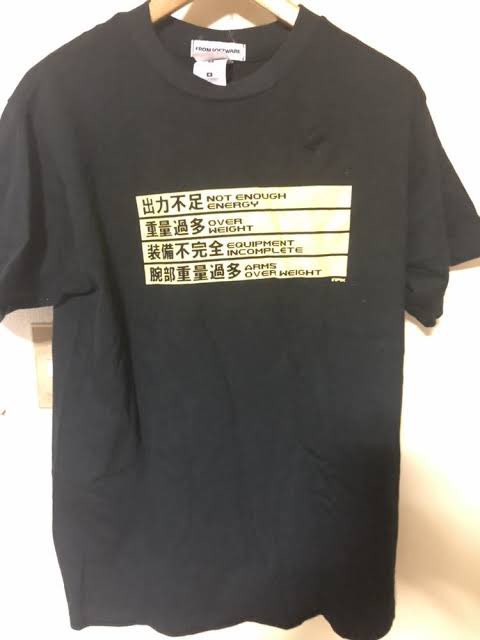 FROM SOFTWARE
出力不足 NOT ENOUGH ENERGY
重量過多 OVER WEIGHT
装備不完全 EQUIPMENT INCOMPLETE
腕部重量過多 ARMS OVER WEIGHT